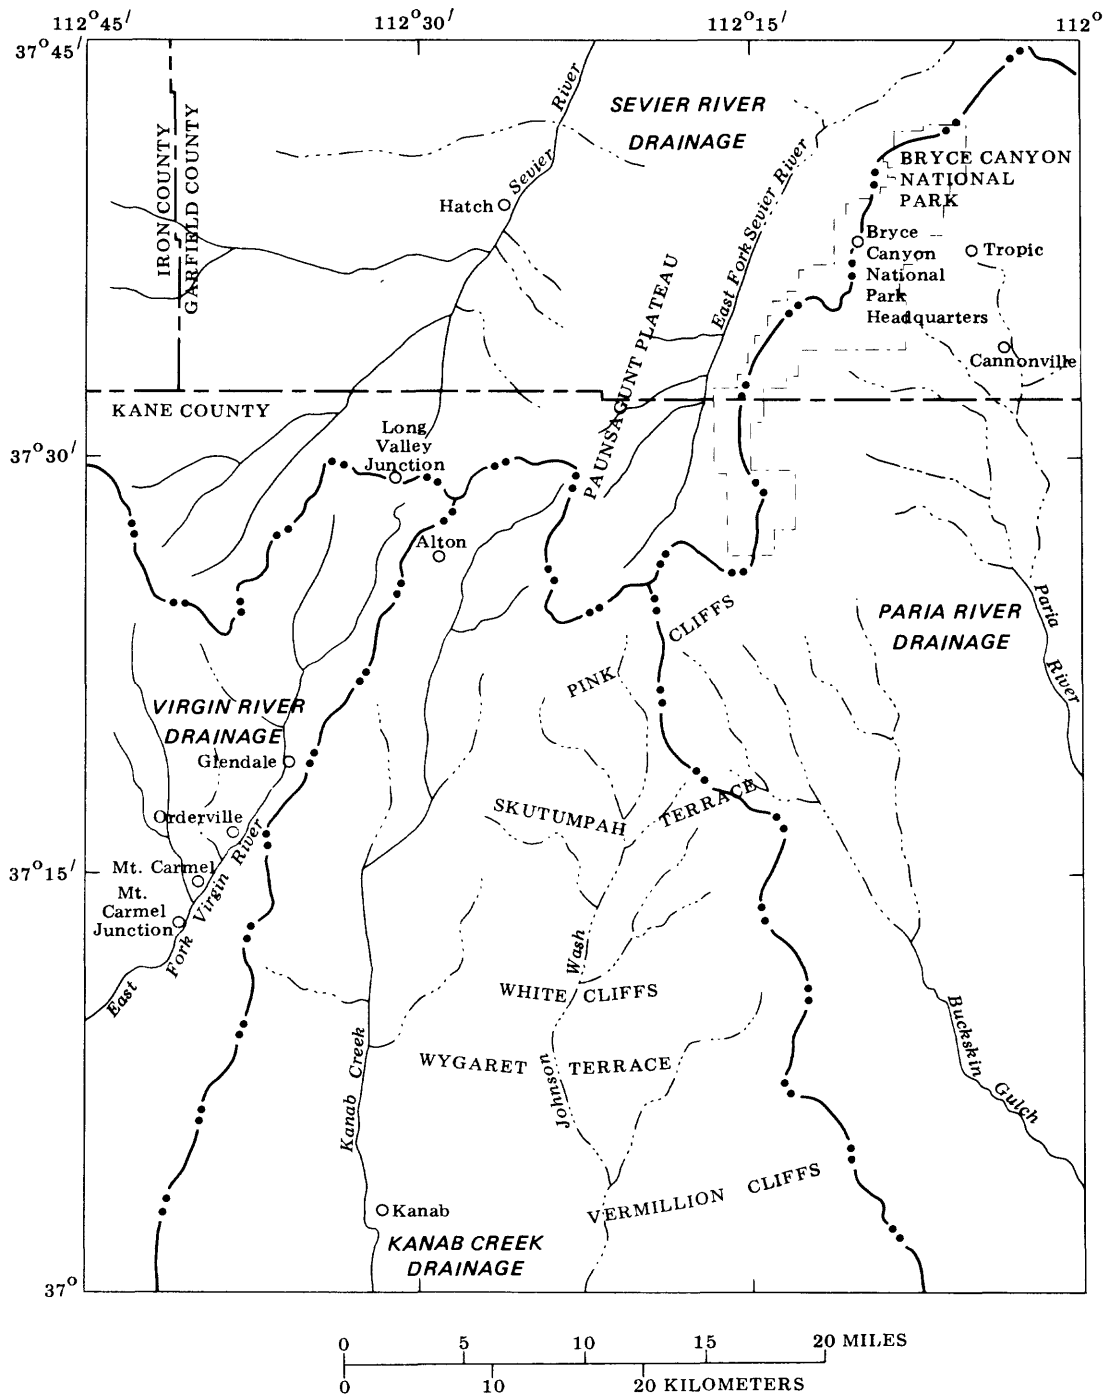 112°45′
112°30′
112°15′
112°
37°45′
SEVIER RIVER
DRAINAGE
River
Sevier
IRON COUNTY
GARFIELD COUNTY
Hatch
East Fork Sevier River
BRYCE CANYON
NATIONAL
PARK
Bryce
Canyon
National
Park
Headquarters
Tropic
Cannonville
PAUNSAGUNT PLATEAU
KANE COUNTY
37°30′
Long
Valley
Junction
Alton
PINK CLIFFS
PARIA RIVER
DRAINAGE
Paria River
VIRGIN RIVER
DRAINAGE
Glendale
SKUTUMPAH TERRACE
Orderville
37°15′
Mt. Carmel
Mt.
Carmel
Junction
East Fork Virgin River
Johnson Wash
WHITE CLIFFS
WYGARET TERRACE
Kanab Creek
Buckskin Gulch
VERMILLION CLIFFS
Kanab
KANAB CREEK
DRAINAGE
37°
0 5 10 15 20 MILES
0 10 20 KILOMETERS